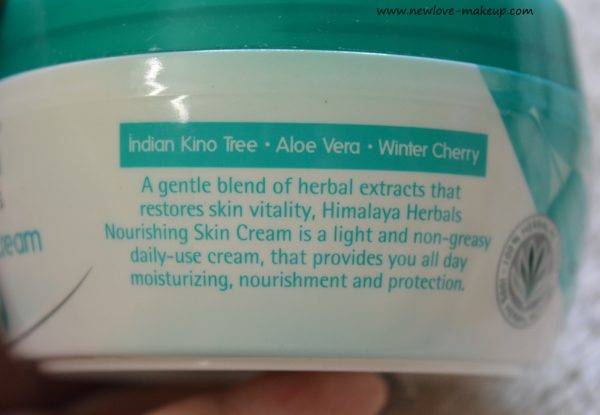 www.newlove-makeup.com
Indian Kino Tree • Aloe Vera • Winter Cherry
A gentle blend of herbal extracts that
restores skin vitality, Himalaya Herbals
Nourishing Skin Cream is a light and non-greasy
daily-use cream, that provides you all day
moisturizing, nourishment and protection.